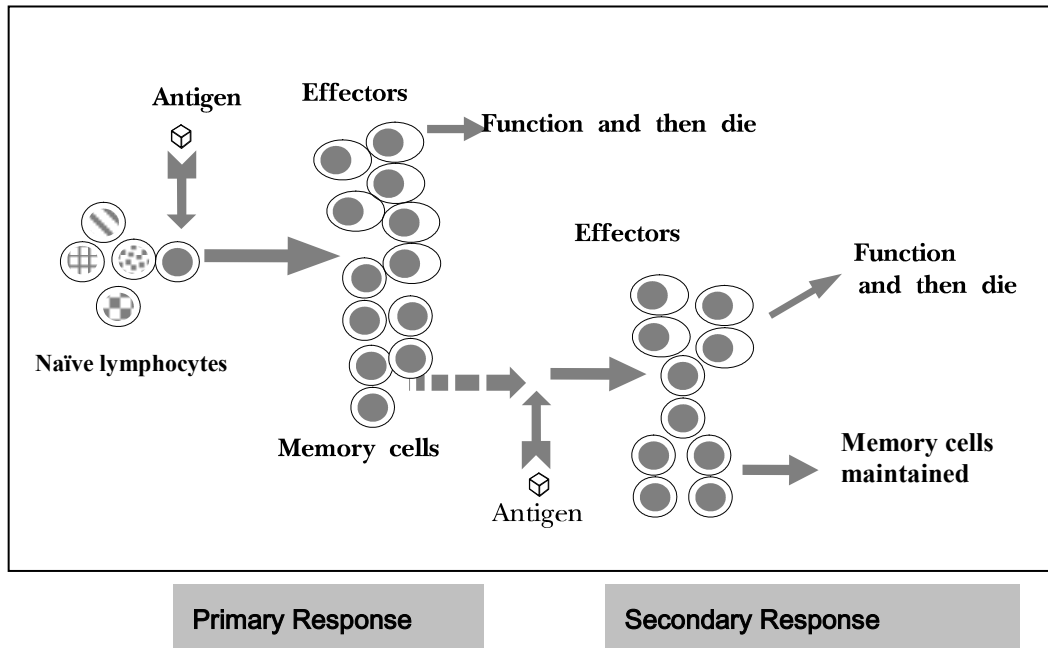 Antigen
Effectors
Function and then die
Naïve lymphocytes
Memory cells
Antigen
Effectors
Function
and then die
Memory cells
maintained
Primary Response
Secondary Response